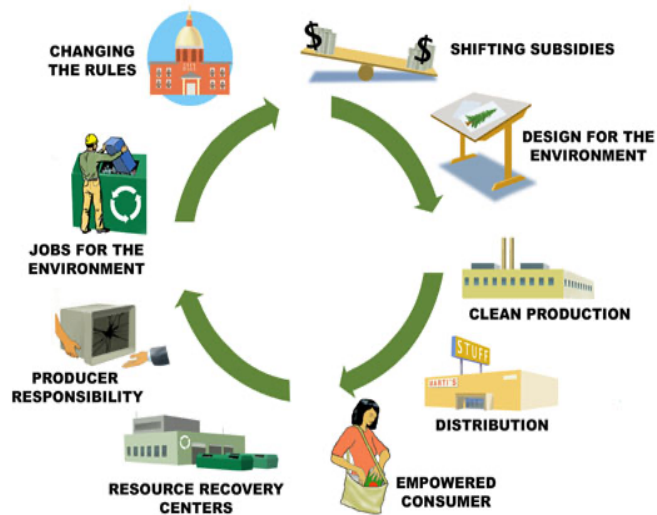 CHANGING
THE RULES
$
$
SHIFTING SUBSIDIES
DESIGN FOR THE
ENVIRONMENT
CLEAN PRODUCTION
STUFF
MARTI'S
DISTRIBUTION
EMPOWERED
CONSUMER
RESOURCE RECOVERY
CENTERS
PRODUCER
RESPONSIBILITY
JOBS FOR THE
ENVIRONMENT